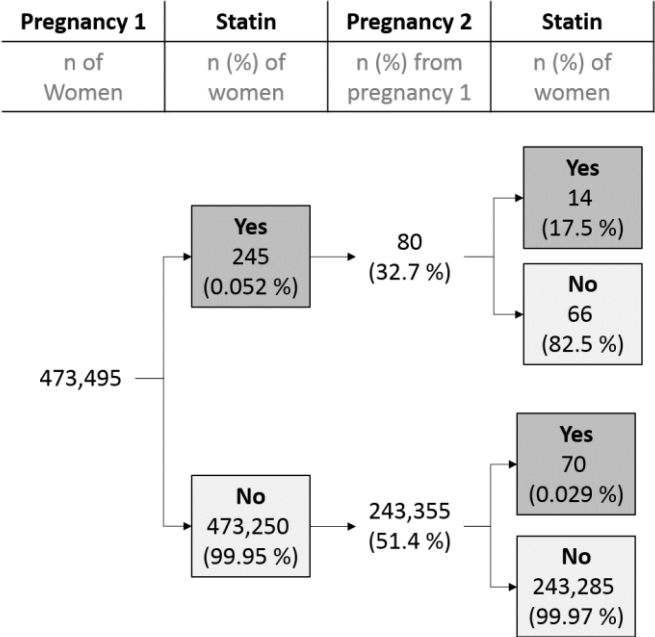 Pregnancy 1
Statin
Pregnancy 2
Statin
n of
Women
n (%) of
women
n (%) from
pregnancy 1
n (%) of
women
473,495
Yes
245
(0.052 %)
80
(32.7 %)
Yes
14
(17.5 %)
No
66
(82.5 %)
No
473,250
(99.95 %)
243,355
(51.4 %)
Yes
70
(0.029 %)
No
243,285
(99.97 %)